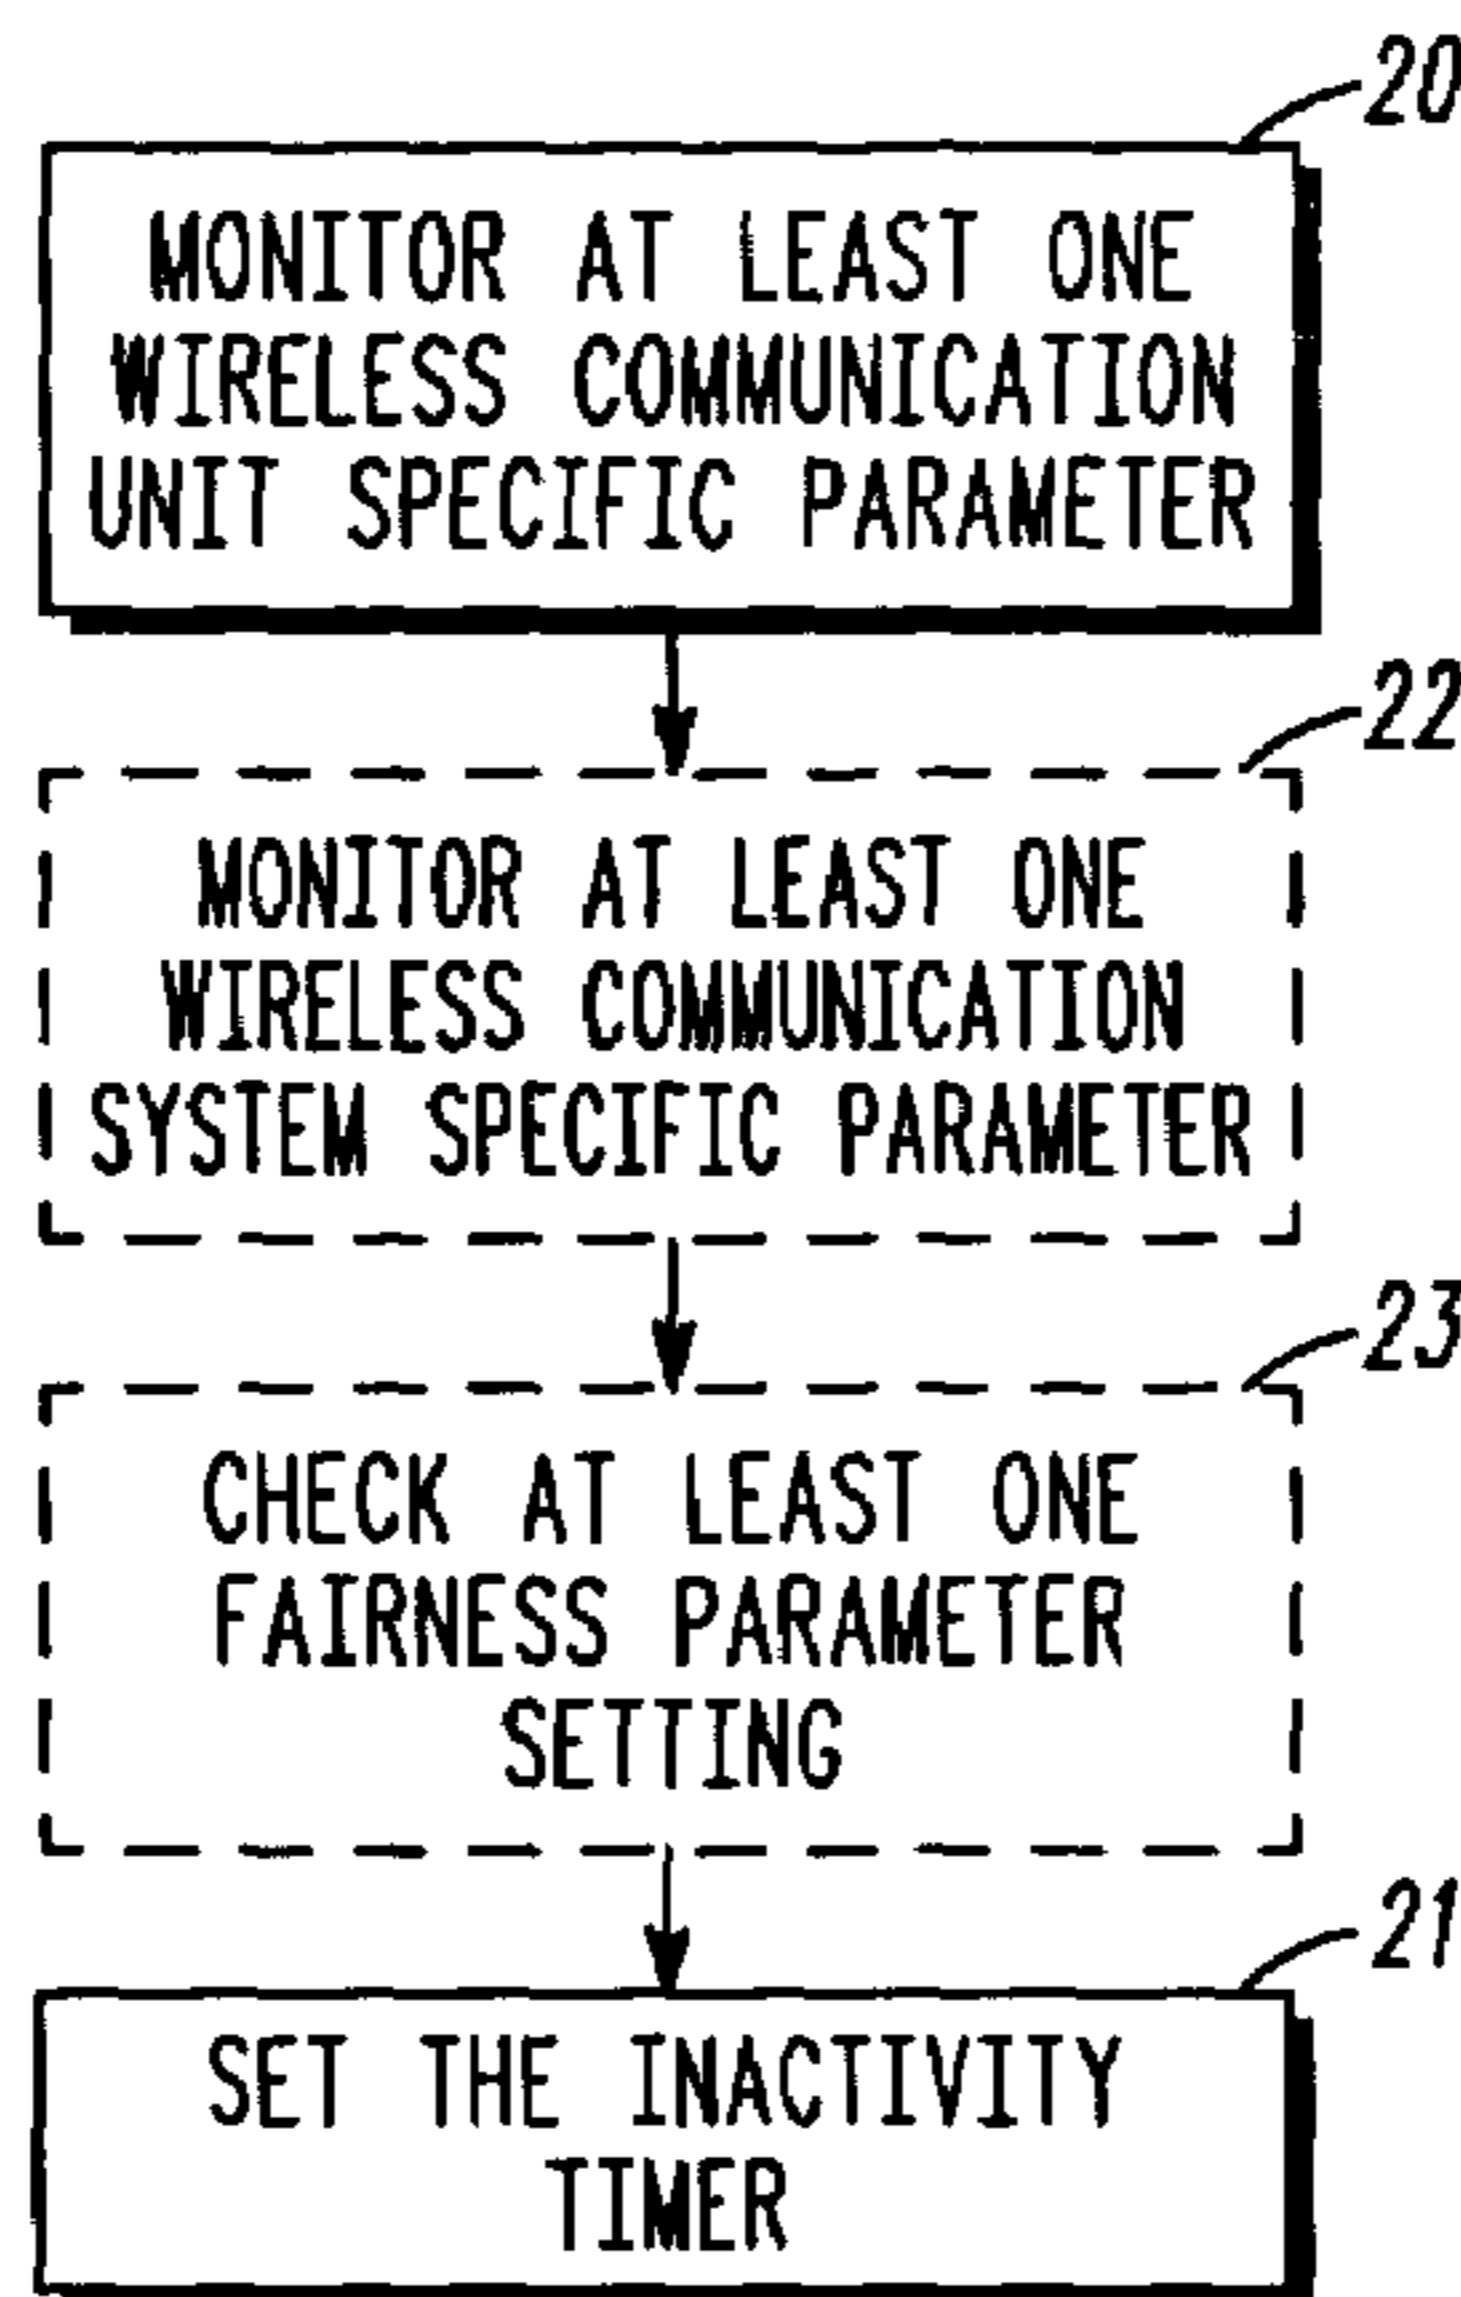 20
MONITOR AT LEAST ONE
WIRELESS COMMUNICATION
UNIT SPECIFIC PARAMETER
22
MONITOR AT LEAST ONE
WIRELESS COMMUNICATION
SYSTEM SPECIFIC PARAMETER
23
CHECK AT LEAST ONE
FAIRNESS PARAMETER
SETTING
21
SET THE INACTIVITY
TIMER